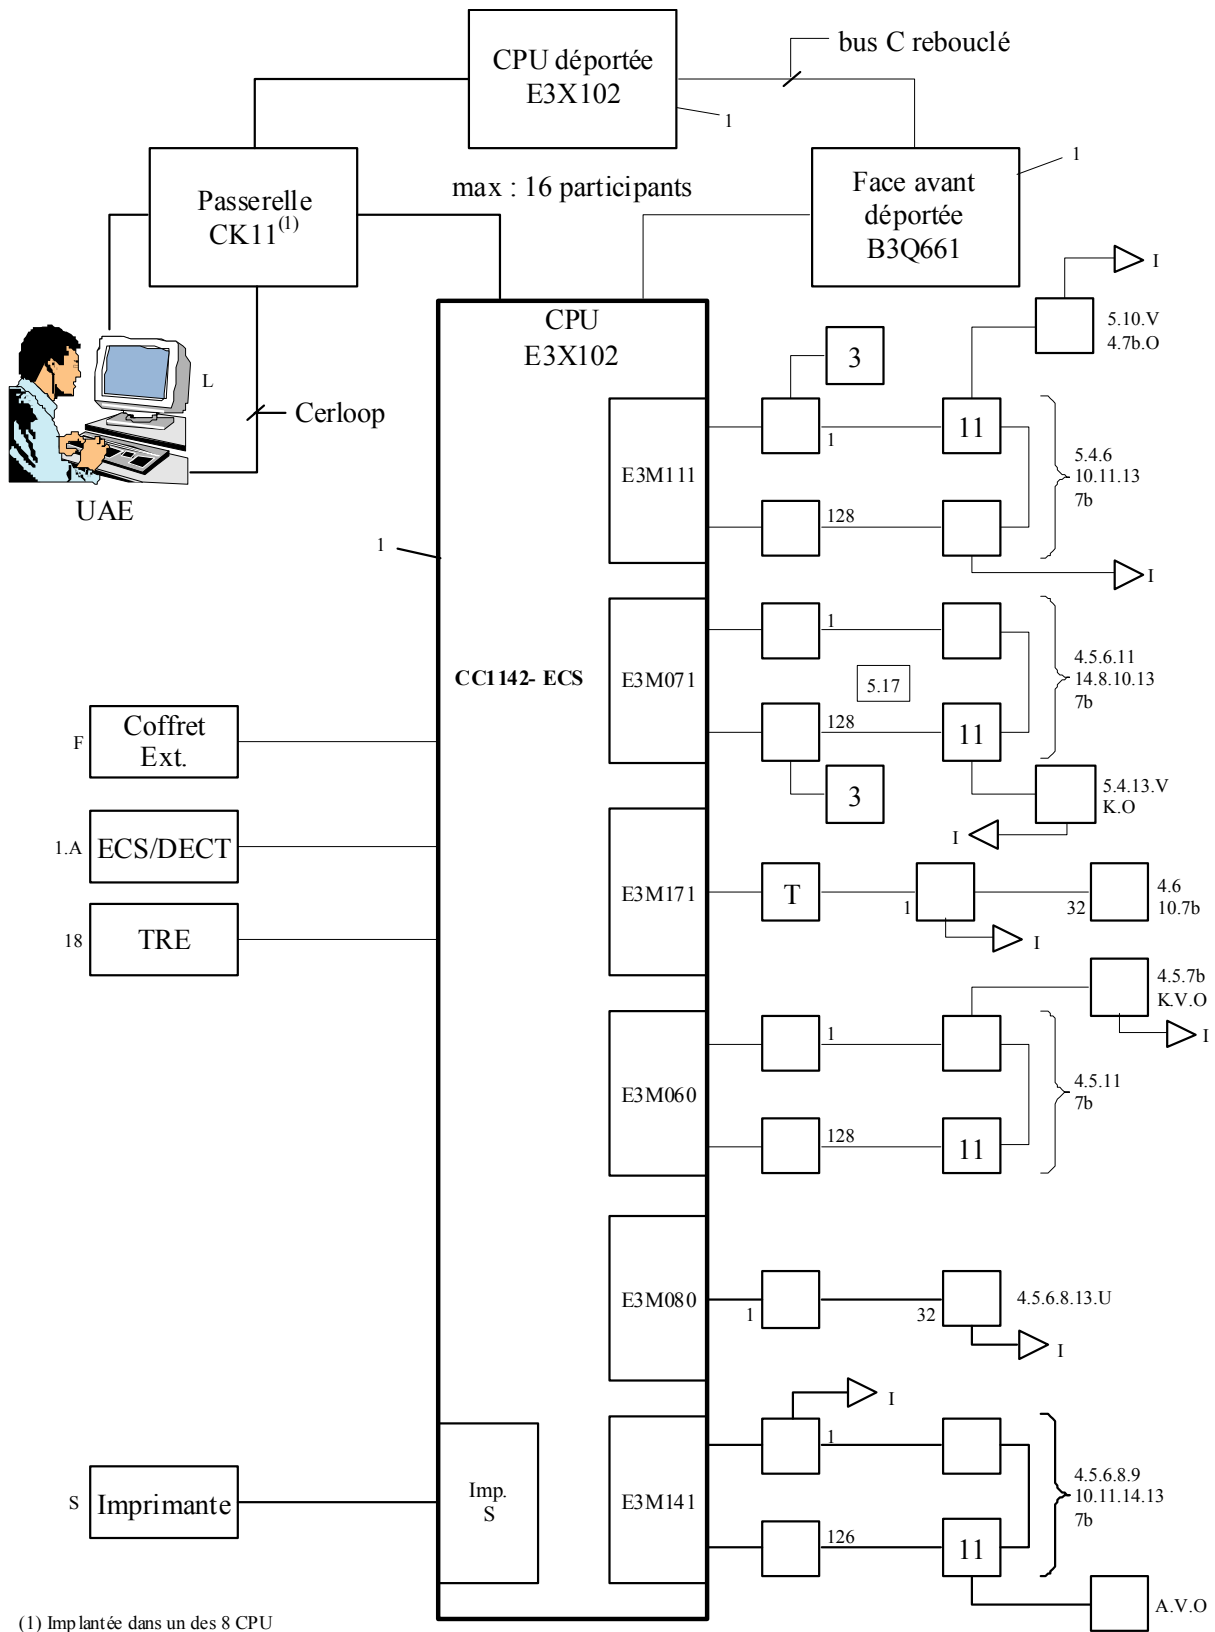 bus C rebouclé
CPU déportée
E3X102
1
1
Passerelle
CK11(1)
max : 16 participants
Face avant
déportée
B3Q661
I
CPU
E3X102
5.10.V
4.7b.O
L
3
Cerloop
UAE
E3M111
1
11
5.4.6
10.11.13
7b
128
I
1
CC1142- ECS
E3M071
1
5.17
4.5.6.11
14.8.10.13
7b
128
11
F
Coffret
Ext.
3
5.4.13.V
K.O
I
1.A
ECS/DECT
E3M171
T
1
32
4.6
10.7b
I
18
TRE
4.5.7b
K.V.O
I
E3M060
1
4.5.11
7b
128
11
E3M080
1
32
4.5.6.8.13.U
I
I
E3M141
1
4.5.6.8.9
10.11.14.13
7b
126
11
S
Imprimante
Imp.
S
A.V.O
(1) Implantée dans un des 8 CPU